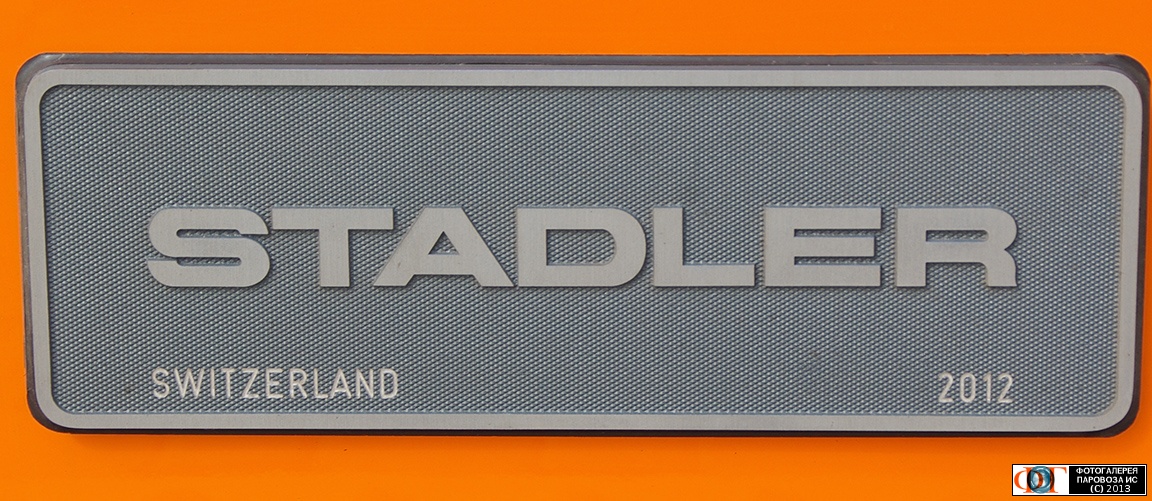 STADLER
SWITZERLAND 2012
ФОТОГАЛЕРЕЯ
ПАРОВОЗА ИС
(C) 2013